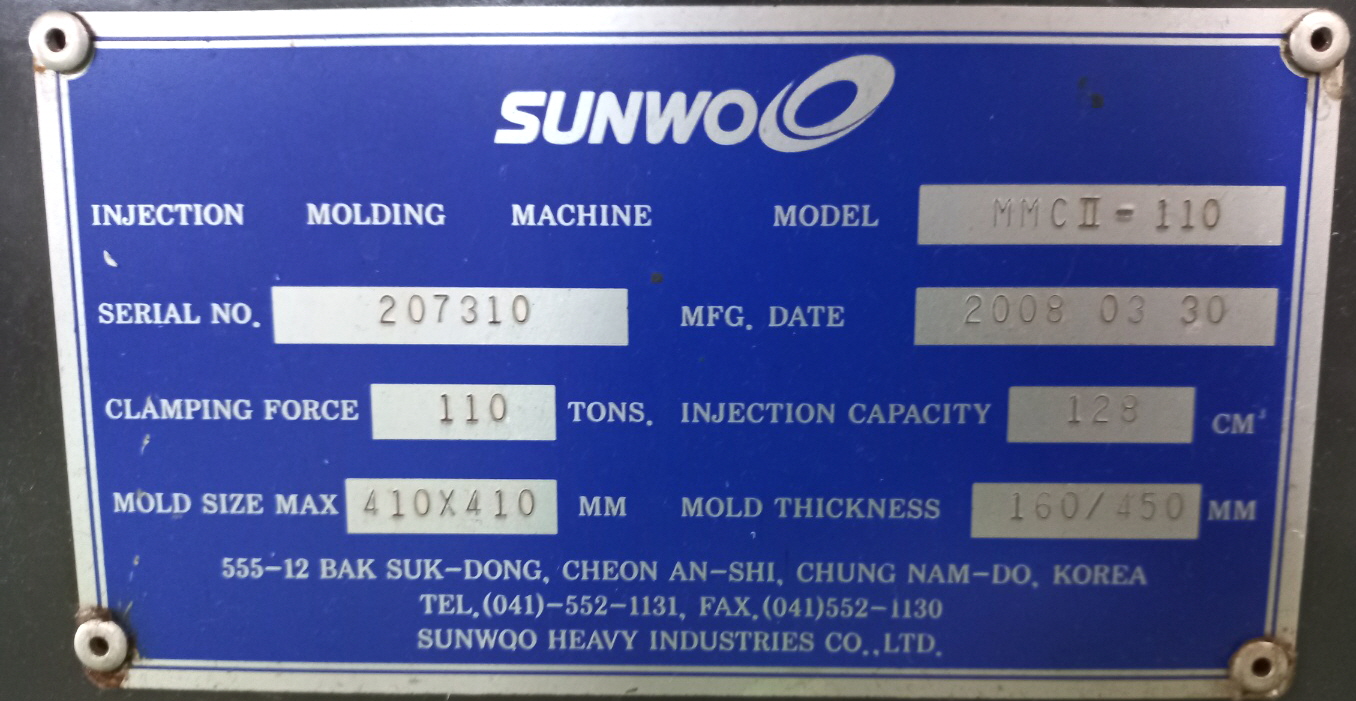 SUNWOO
INJECTION MOLDING MACHINE MODEL MMCⅡ-110
SERIAL NO. 207310 MFG. DATE 2008 03 30
CLAMPING FORCE 110 TONS. INJECTION CAPACITY 128 CM³
MOLD SIZE MAX 410X410 MM MOLD THICKNESS 160/450 MM
555-12 BAK SUK-DONG, CHEON AN-SHI, CHUNG NAM-DO, KOREA
TEL.(041)-552-1131, FAX.(041)552-1130
SUNWOO HEAVY INDUSTRIES CO.,LTD.